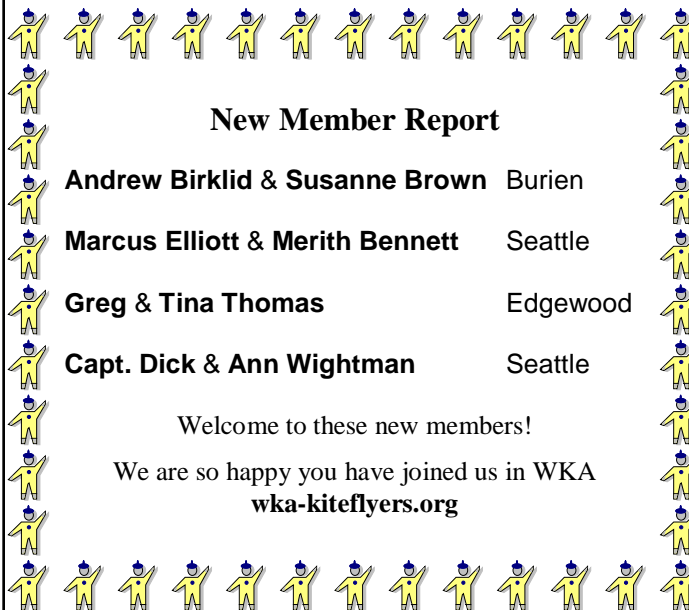 New Member Report
Andrew Birklid & Susanne Brown Burien
Marcus Elliott & Merith Bennett Seattle
Greg & Tina Thomas Edgewood
Capt. Dick & Ann Wightman Seattle
Welcome to these new members!
We are so happy you have joined us in WKA
wka-kiteflyers.org